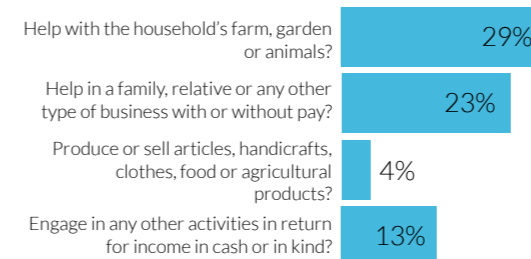 Help with the household’s farm, garden
or animals?
29%
Help in a family, relative or any other
type of business with or without pay?
23%
Produce or sell articles, handicrafts,
clothes, food or agricultural
products?
4%
Engage in any other activities in return
for income in cash or in kind?
13%